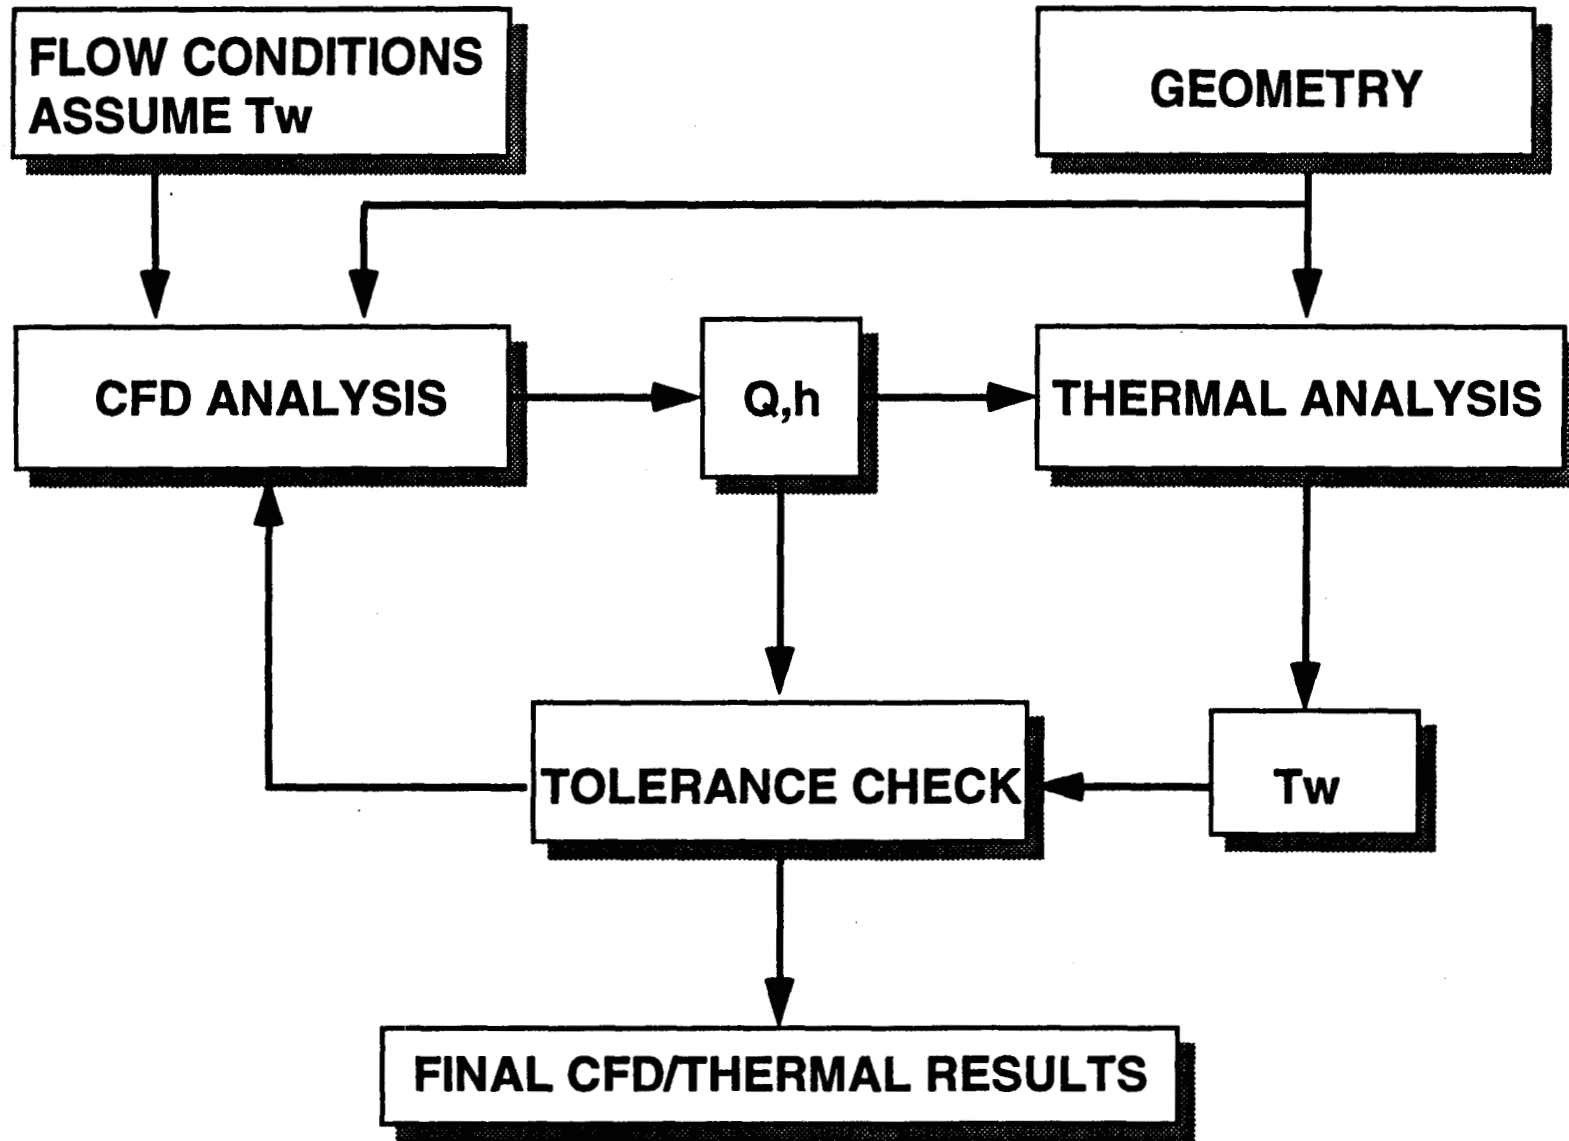 FLOW CONDITIONS
ASSUME Tw
GEOMETRY
CFD ANALYSIS
Q,h
THERMAL ANALYSIS
TOLERANCE CHECK
Tw
FINAL CFD/THERMAL RESULTS